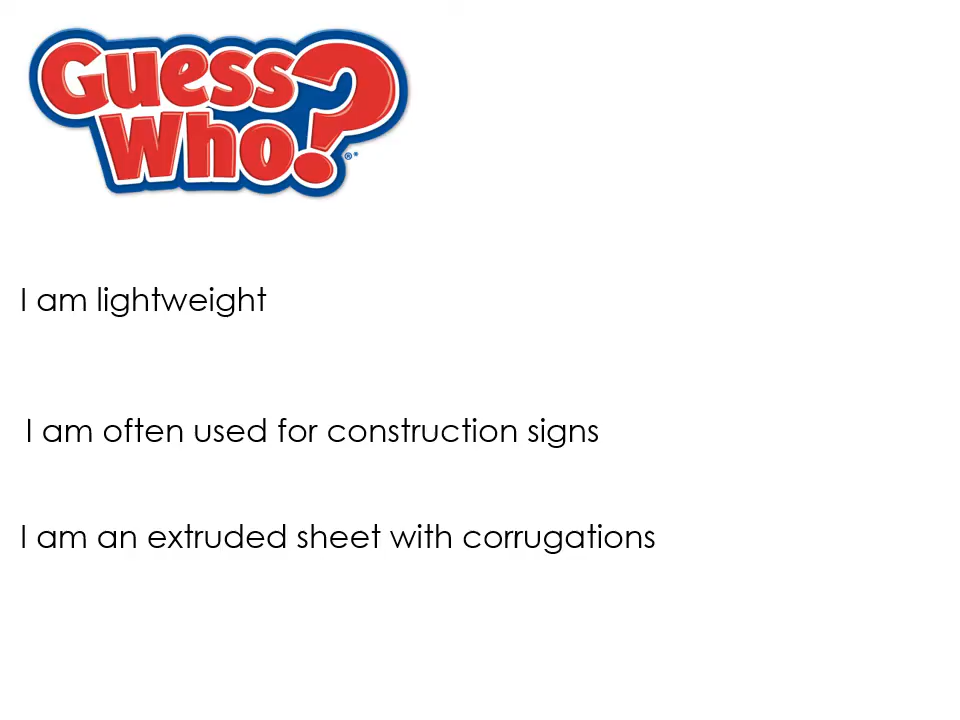 Guess
Who?
®*
I am lightweight
I am often used for construction signs
I am an extruded sheet with corrugations